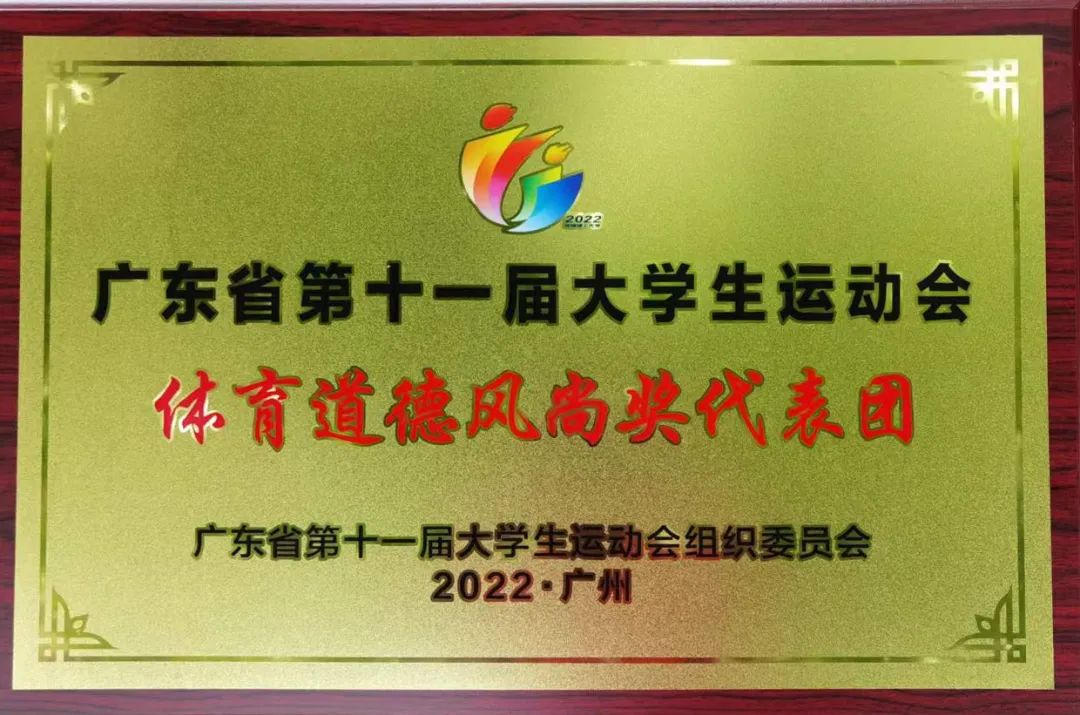 2022
广东省第十一届大学生运动会
体育道德风尚奖代表团
广东省第十一届大学生运动会组织委员会
2022·广州